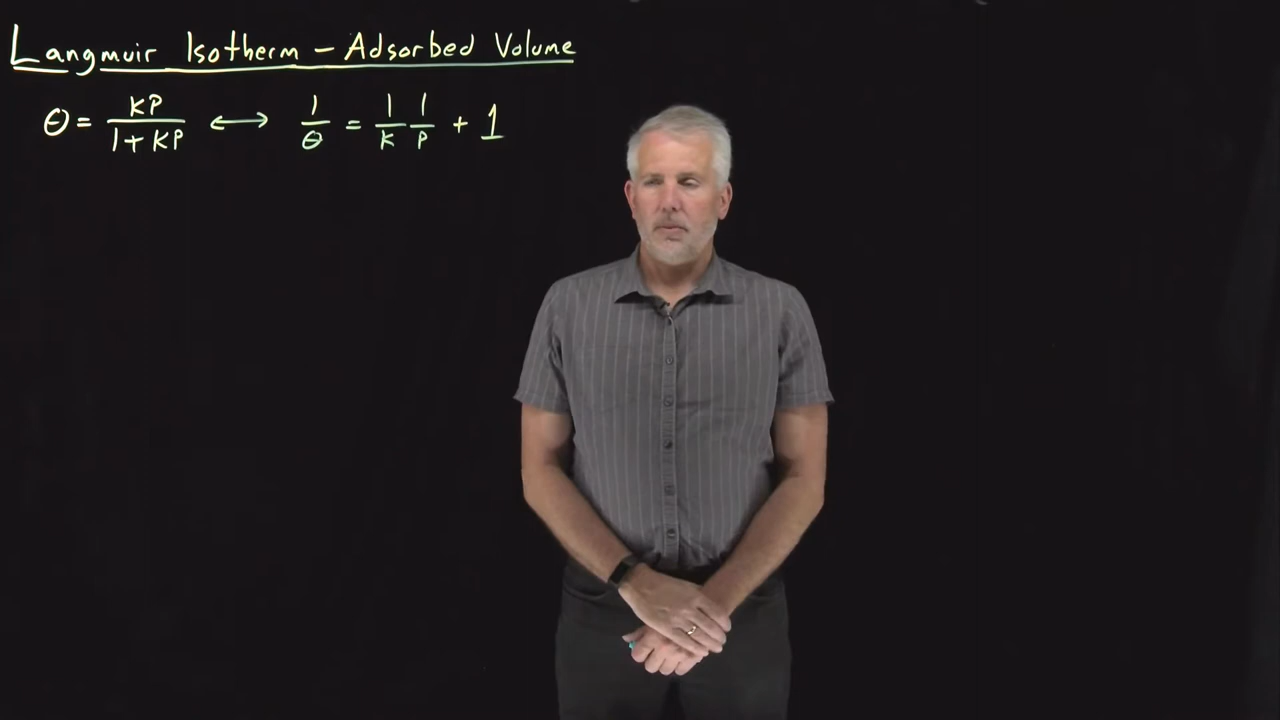 Langmuir Isotherm – Adsorbed Volume
θ = KP / 1 + KP ⟷ 1/θ = 1/K 1/P + 1